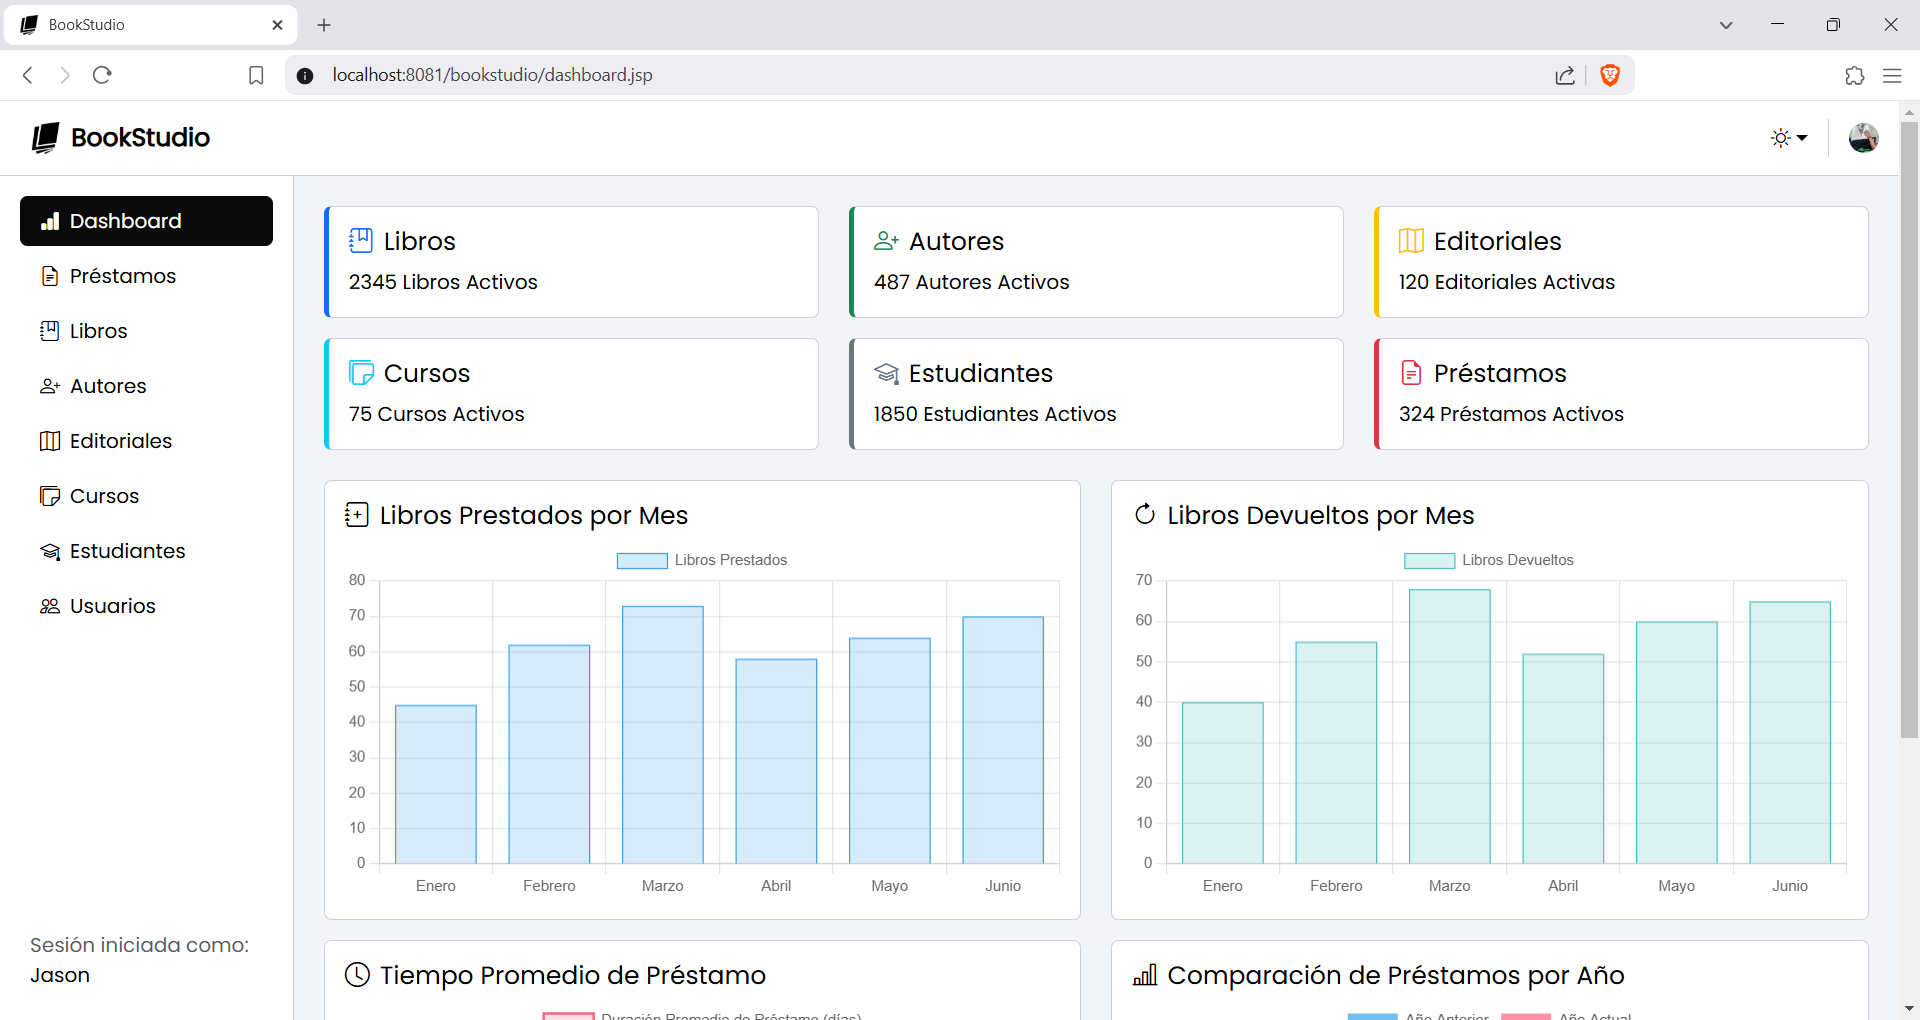 BookStudio
localhost:8081/bookstudio/dashboard.jsp
BookStudio
Dashboard
Préstamos
Libros
Autores
Editoriales
Cursos
Estudiantes
Usuarios
Sesión iniciada como:
Jason
Libros
2345 Libros Activos
Autores
487 Autores Activos
Editoriales
120 Editoriales Activas
Cursos
75 Cursos Activos
Estudiantes
1850 Estudiantes Activos
Préstamos
324 Préstamos Activos
Libros Prestados por Mes
Libros Prestados
80
70
60
50
40
30
20
10
0
Enero Febrero Marzo Abril Mayo Junio
Libros Devueltos por Mes
Libros Devueltos
70
60
50
40
30
20
10
0
Enero Febrero Marzo Abril Mayo Junio
Tiempo Promedio de Préstamo
Duración Promedio de Préstamo (días)
Comparación de Préstamos por Año
Año Anterior Año Actual